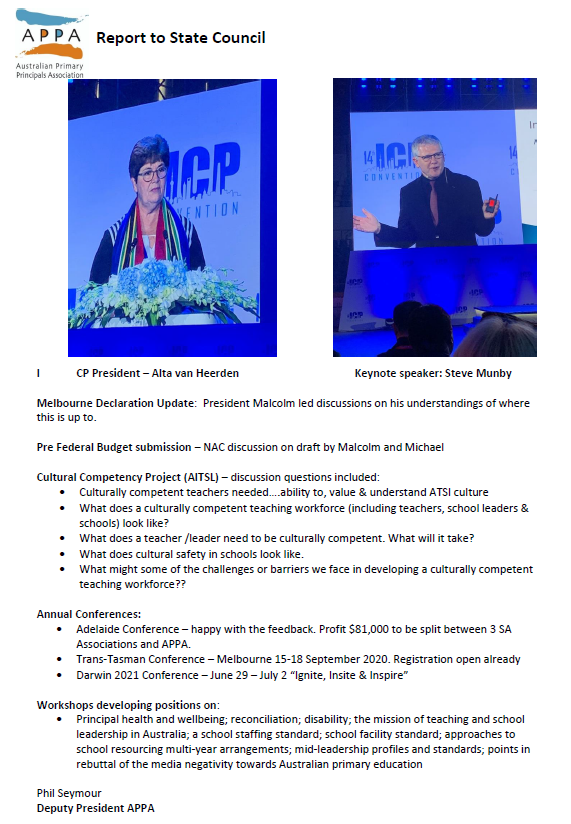 APPA
Australian Primary
Principals Association
Report to State Council
ICP
CONVENTION
14th ICP
CONVENTION
I CP President – Alta van Heerden
Keynote speaker: Steve Munby
Melbourne Declaration Update: President Malcolm led discussions on his understandings of where
this is up to.
Pre Federal Budget submission – NAC discussion on draft by Malcolm and Michael
Cultural Competency Project (AITSL) – discussion questions included:
• Culturally competent teachers needed….ability to, value & understand ATSI culture
• What does a culturally competent teaching workforce (including teachers, school leaders &
schools) look like?
• What does a teacher /leader need to be culturally competent. What will it take?
• What does cultural safety in schools look like.
• What might some of the challenges or barriers we face in developing a culturally competent
teaching workforce??
Annual Conferences:
• Adelaide Conference – happy with the feedback. Profit $81,000 to be split between 3 SA
Associations and APPA.
• Trans-Tasman Conference – Melbourne 15-18 September 2020. Registration open already
• Darwin 2021 Conference – June 29 – July 2 “Ignite, Insite & Inspire”
Workshops developing positions on:
• Principal health and wellbeing; reconciliation; disability; the mission of teaching and school
leadership in Australia; a school staffing standard; school facility standard; approaches to
school resourcing multi-year arrangements; mid-leadership profiles and standards; points in
rebuttal of the media negativity towards Australian primary education
Phil Seymour
Deputy President APPA